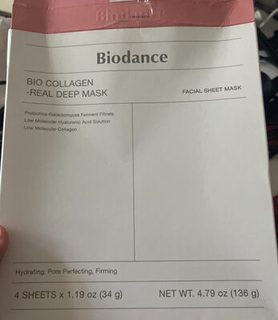 Biodance
Biodance
BIO COLLAGEN
-REAL DEEP MASK
FACIAL SHEET MASK
Probiotics-Galactomyces Ferment Filtrate
Low Molecular Hyaluronic Acid Solution
Low Molecular Collagen
Hydrating, Pore Perfecting, Firming
4 SHEETS x 1.19 oz (34 g)
NET WT. 4.79 oz (136 g)